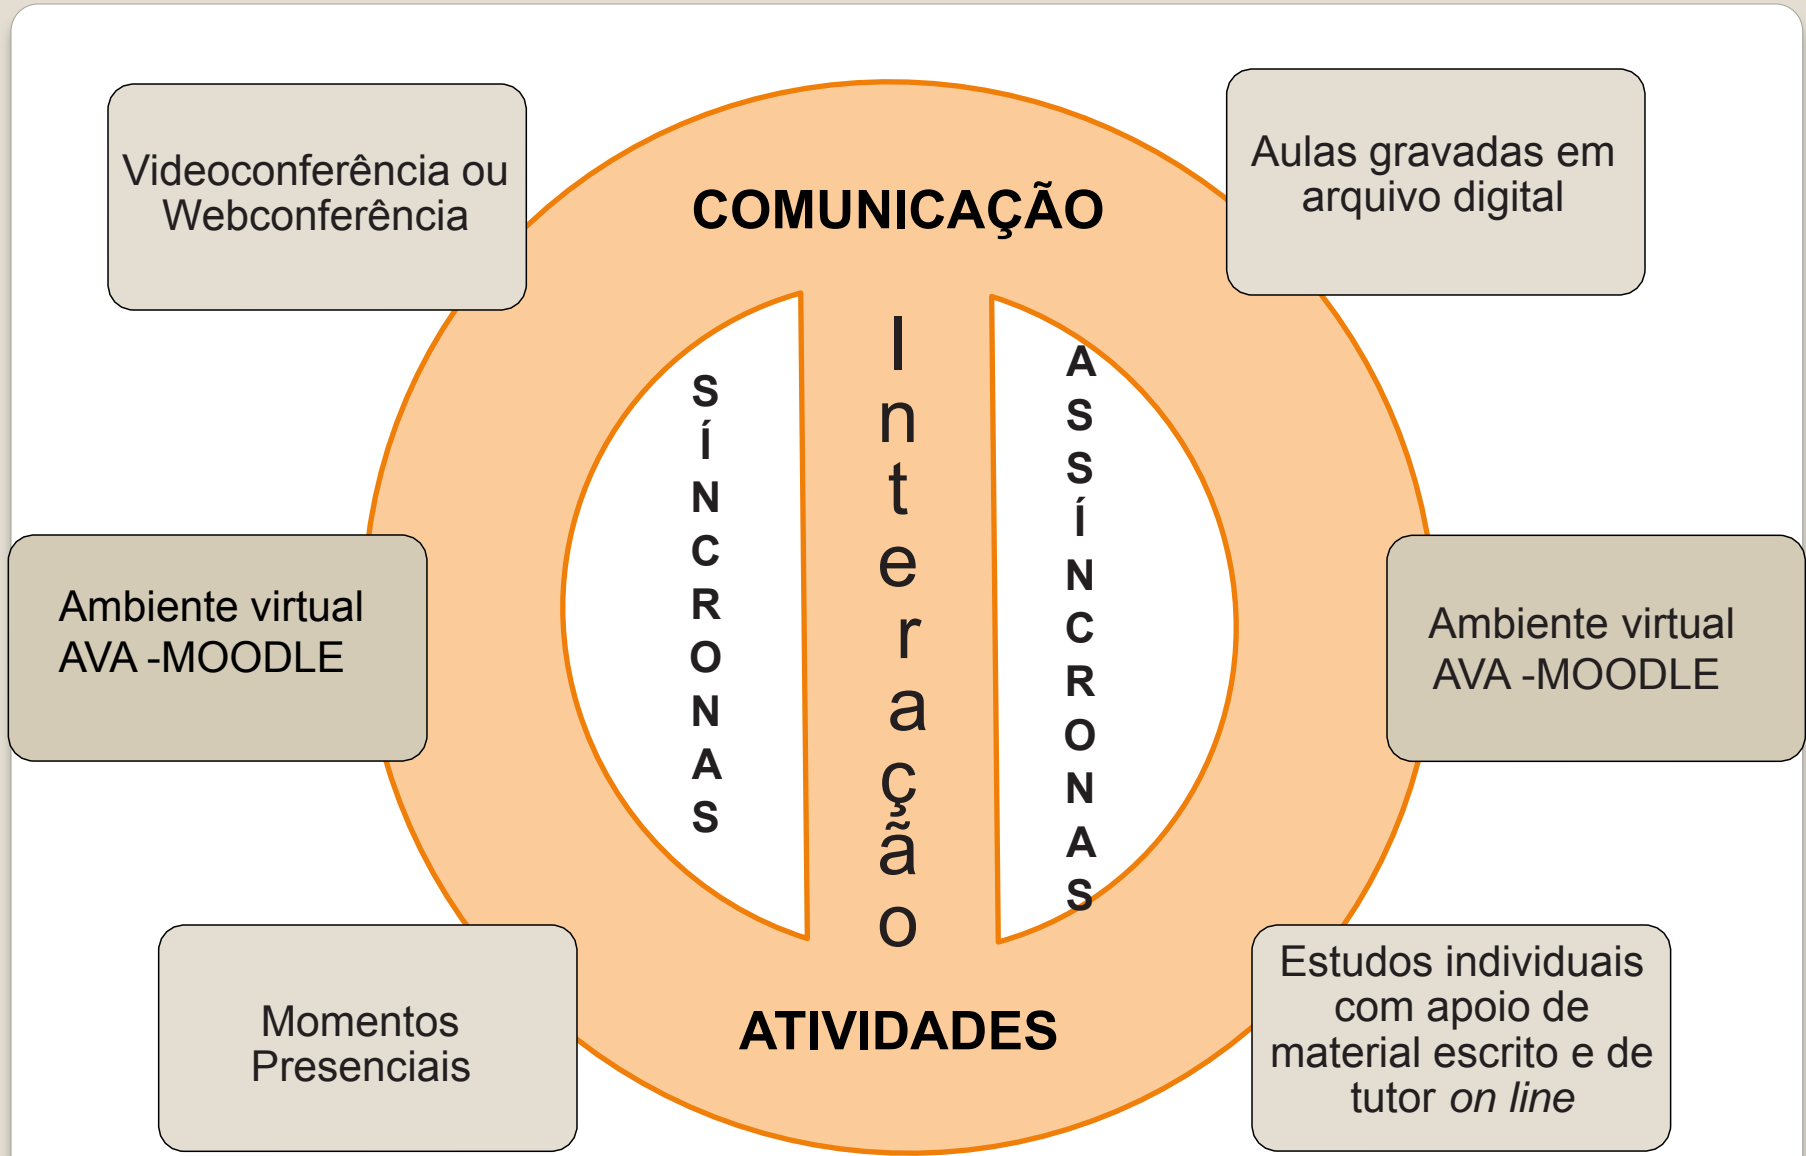 Videoconferência ou
Webconferência
COMUNICAÇÃO
Aulas gravadas em
arquivo digital
SÍNCRONAS
Interação
ASSÍNCRONAS
Ambiente virtual
AVA -MOODLE
Ambiente virtual
AVA -MOODLE
Momentos
Presenciais
ATIVIDADES
Estudos individuais
com apoio de
material escrito e de
tutor on line